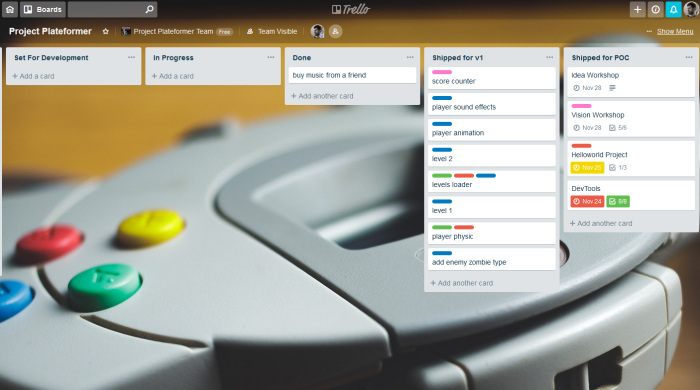 Boards
Trello
Project Plateformer
Project Plateformer Team Free
Team Visible
Show Menu
Set For Development
+ Add a card
In Progress
+ Add a card
Done
buy music from a friend
+ Add another card
Shipped for v1
score counter
player sound effects
player animation
level 2
levels loader
level 1
player physic
add enemy zombie type
+ Add another card
Shipped for POC
Idea Workshop
Nov 28
Vision Workshop
Nov 28 5/6
Helloworld Project
Nov 25 1/3
DevTools
Nov 24 8/8
+ Add another card